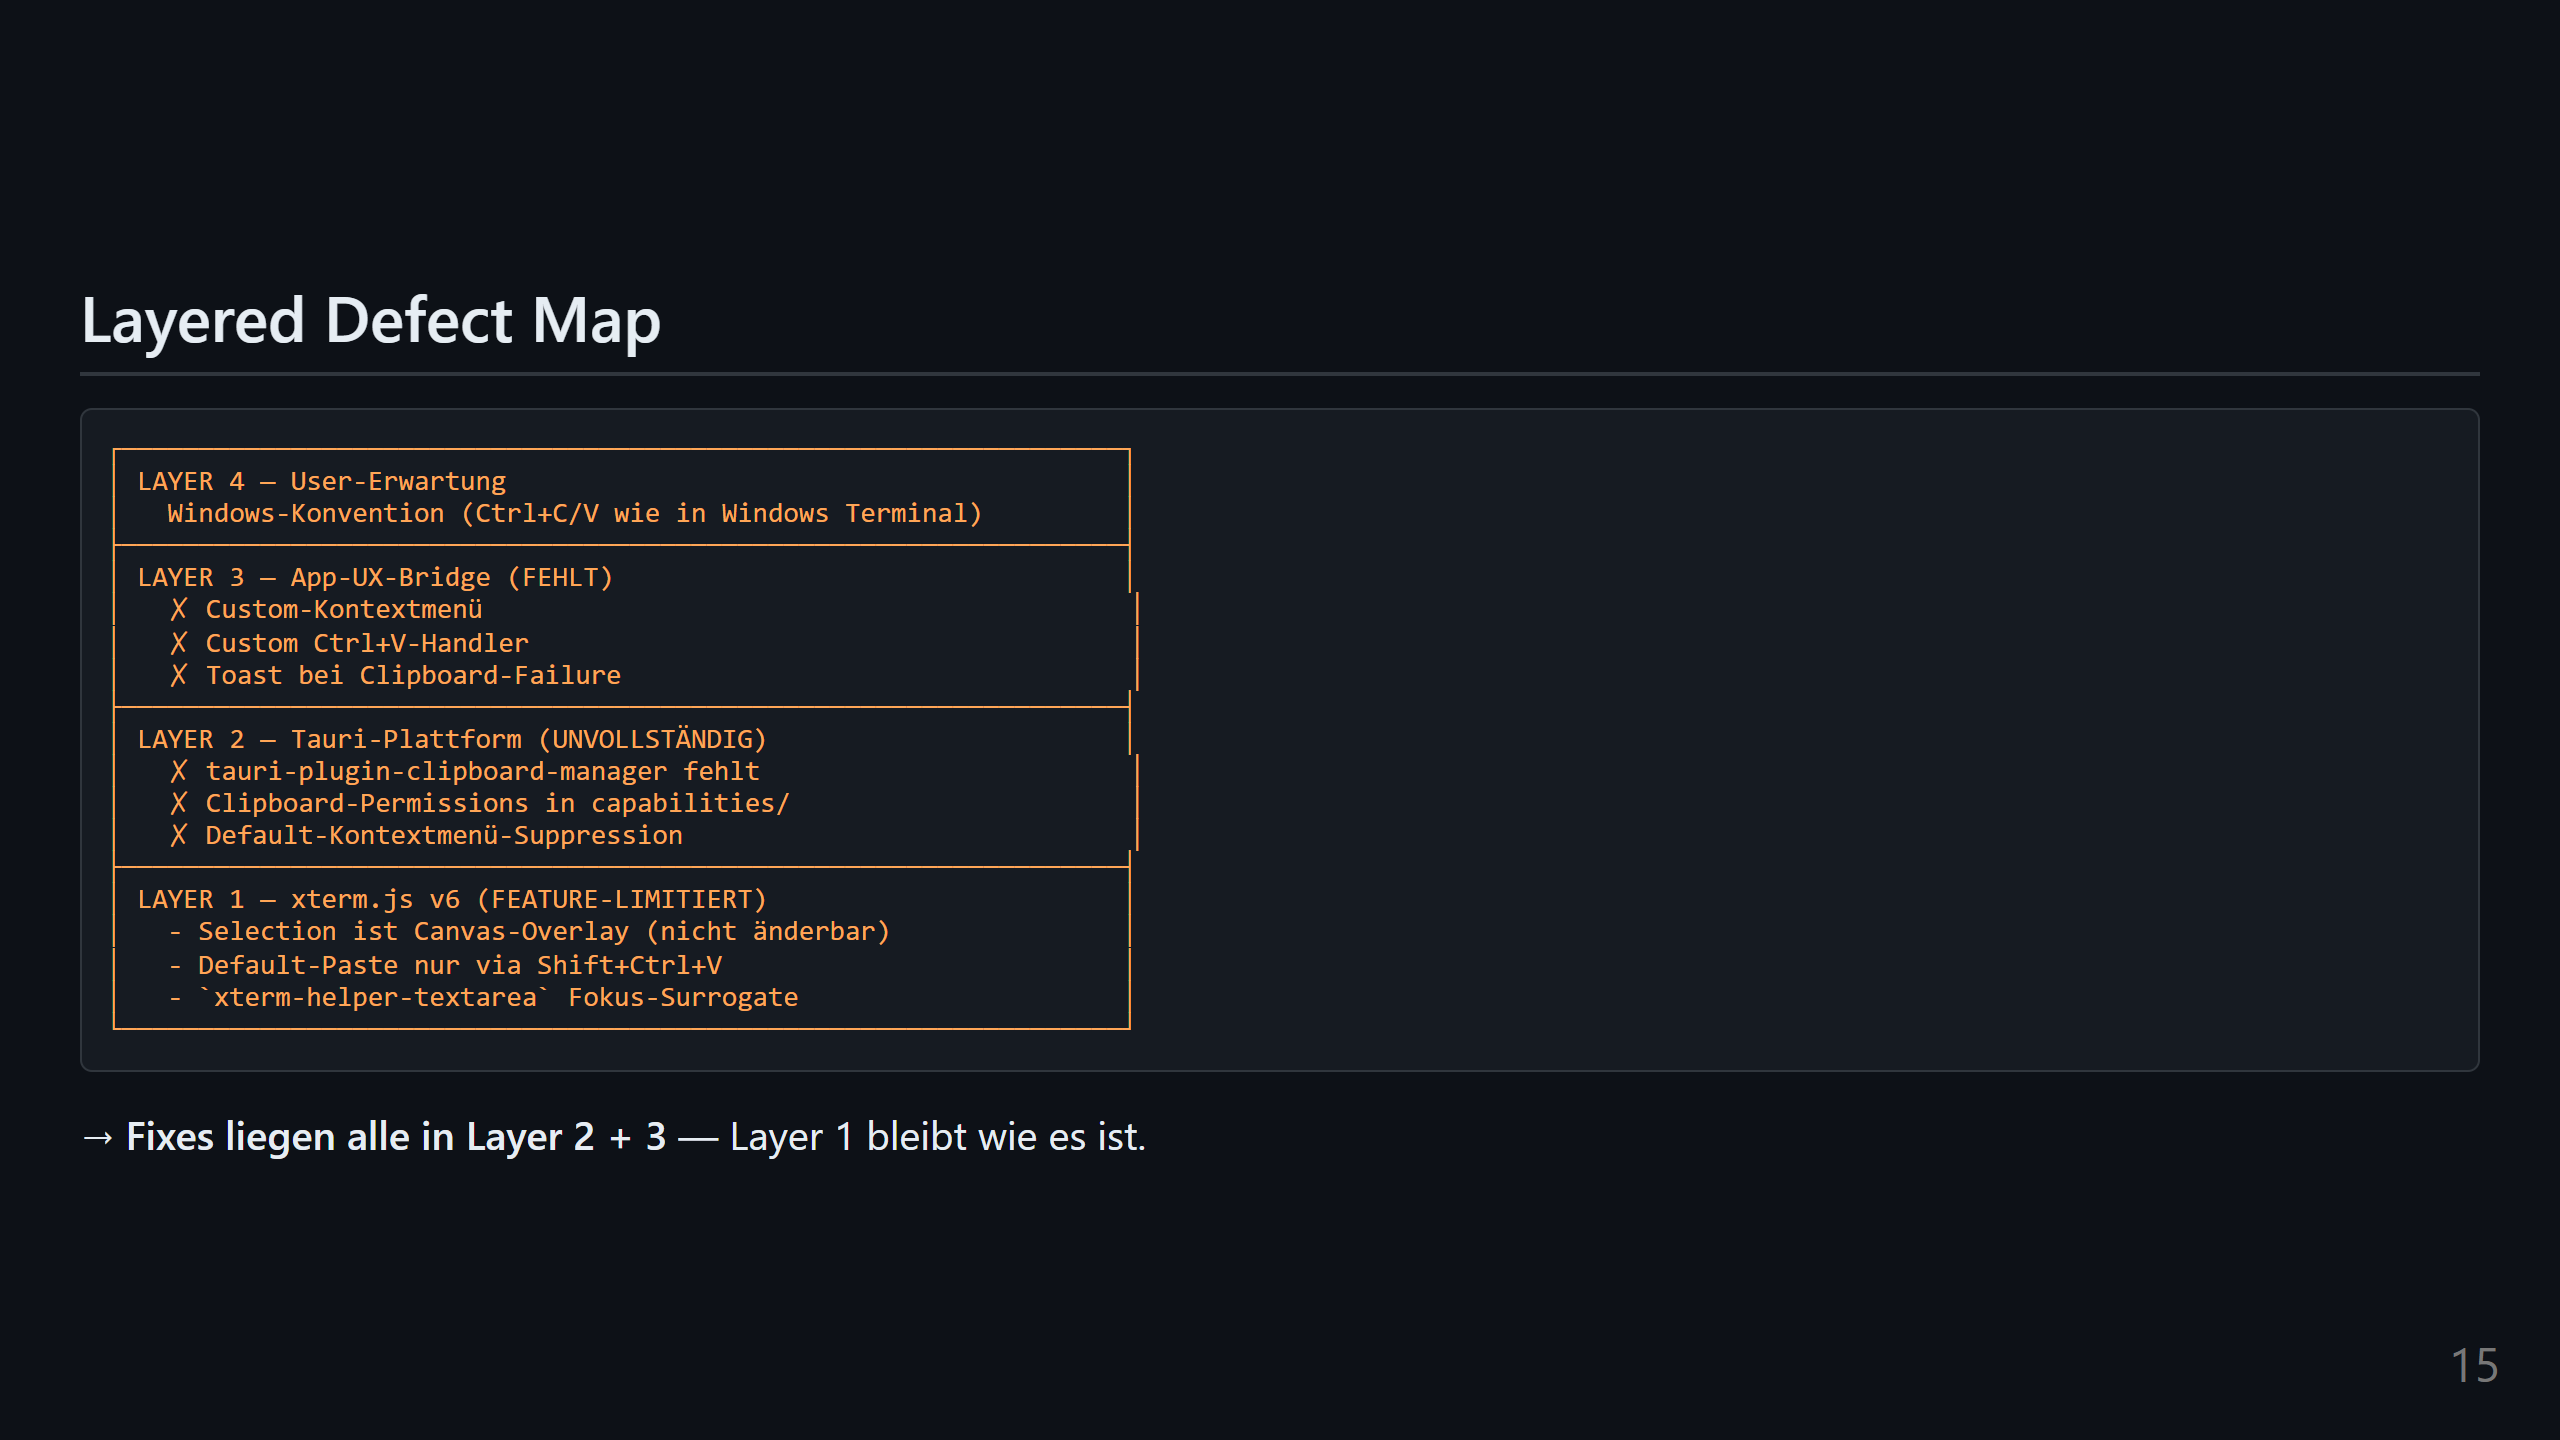 Layered Defect Map
LAYER 4 — User-Erwartung
Windows-Konvention (Ctrl+C/V wie in Windows Terminal)
LAYER 3 — App-UX-Bridge (FEHLT)
✗ Custom-Kontextmenü
✗ Custom Ctrl+V-Handler
✗ Toast bei Clipboard-Failure
LAYER 2 — Tauri-Plattform (UNVOLLSTÄNDIG)
✗ tauri-plugin-clipboard-manager fehlt
✗ Clipboard-Permissions in capabilities/
✗ Default-Kontextmenü-Suppression
LAYER 1 — xterm.js v6 (FEATURE-LIMITIERT)
- Selection ist Canvas-Overlay (nicht änderbar)
- Default-Paste nur via Shift+Ctrl+V
- `xterm-helper-textarea` Fokus-Surrogate
→ Fixes liegen alle in Layer 2 + 3 — Layer 1 bleibt wie es ist.
15